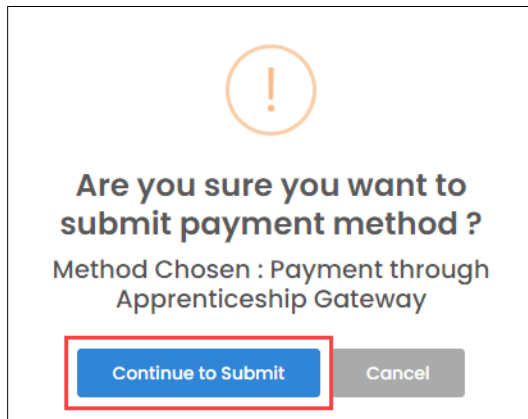 !
Are you sure you want to
submit payment method ?
Method Chosen : Payment through
Apprenticeship Gateway
Continue to Submit
Cancel